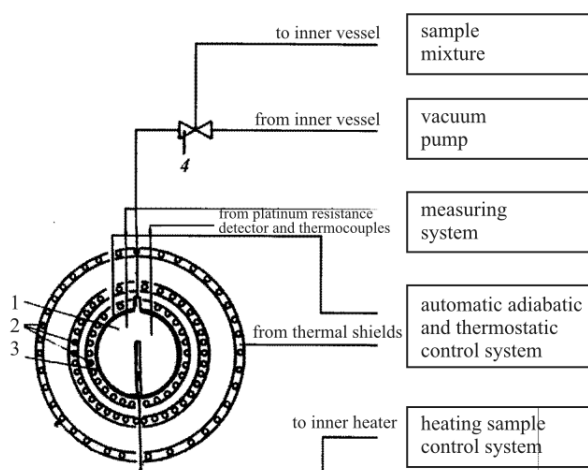 to inner vessel
sample
mixture
from inner vessel
vacuum
pump
4
from platinum resistance
detector and thermocouples
measuring
system
1
2
3
from thermal shields
automatic adiabatic
and thermostatic
control system
to inner heater
heating sample
control system